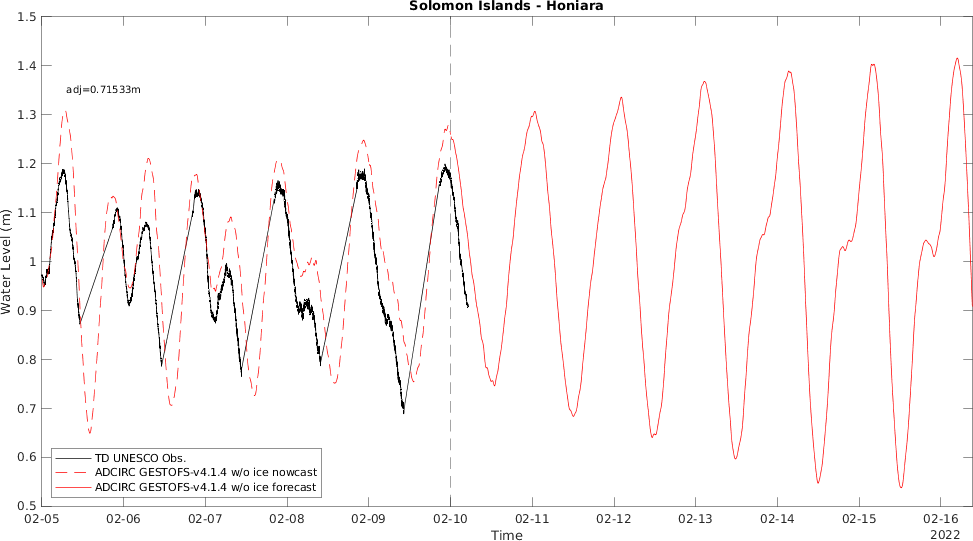 Solomon Islands - Honiara
1.5
1.4
1.3
1.2
1.1
1
0.9
0.8
0.7
0.6
0.5
Water Level (m)
adj=0.71533m
TD UNESCO Obs.
ADCIRC GESTOFS-v4.1.4 w/o ice nowcast
ADCIRC GESTOFS-v4.1.4 w/o ice forecast
02-05 02-06 02-07 02-08 02-09 02-10 02-11 02-12 02-13 02-14 02-15 02-16
Time
2022